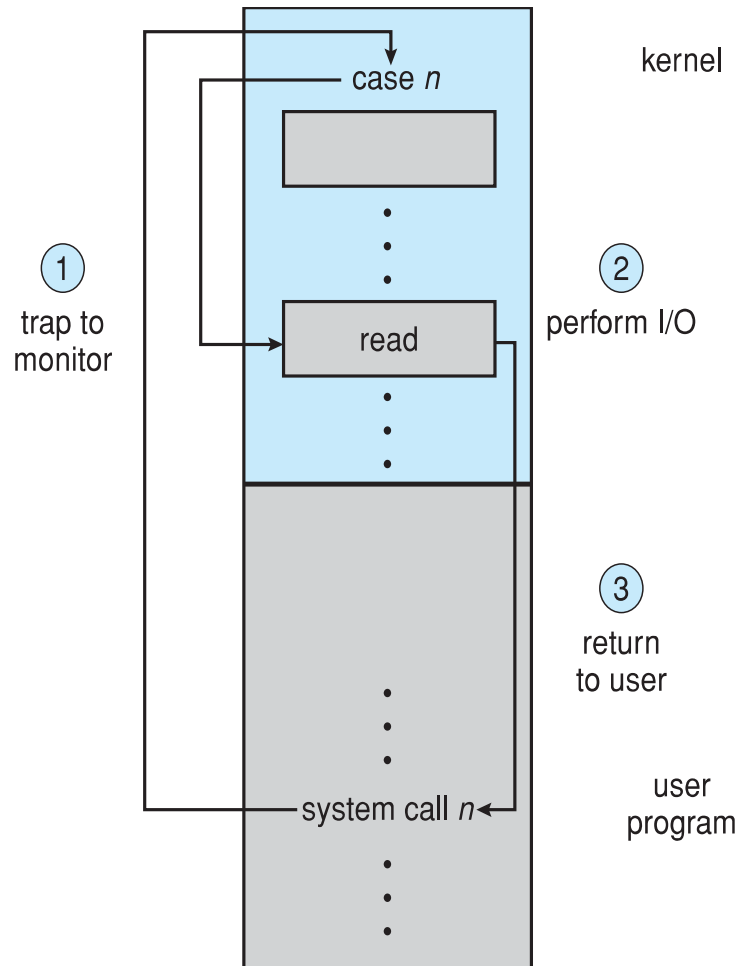 kernel
case n
1
trap to
monitor
2
perform I/O
read
3
return
to user
system call n
user
program